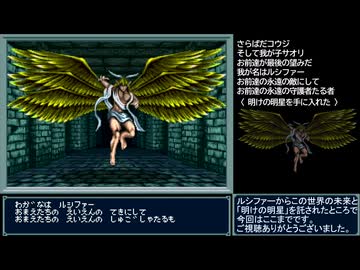 わがなは ルシファー
おまえたちの えいえんの てきにして
おまえたちの えいえんの しゅごしゃたるも
さらばだコウジ
そして我が子サオリ
お前達が最後の望みだ
我が名はルシファー
お前達の永遠の敵にして
お前達の永遠の守護者たる者
〈 明けの明星を手に入れた 〉
ルシファーからこの世界の未来と
「明けの明星」を託されたところで
今回はここまでです。
ご視聴ありがとうございました。